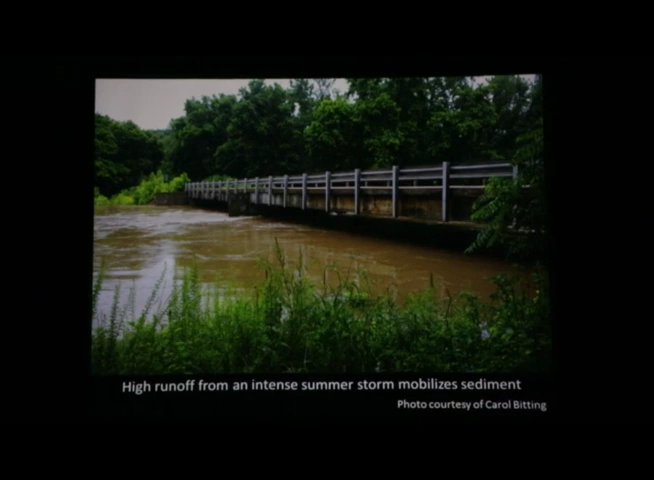 High runoff from an intense summer storm mobilizes sediment
Photo courtesy of Carol Bitting